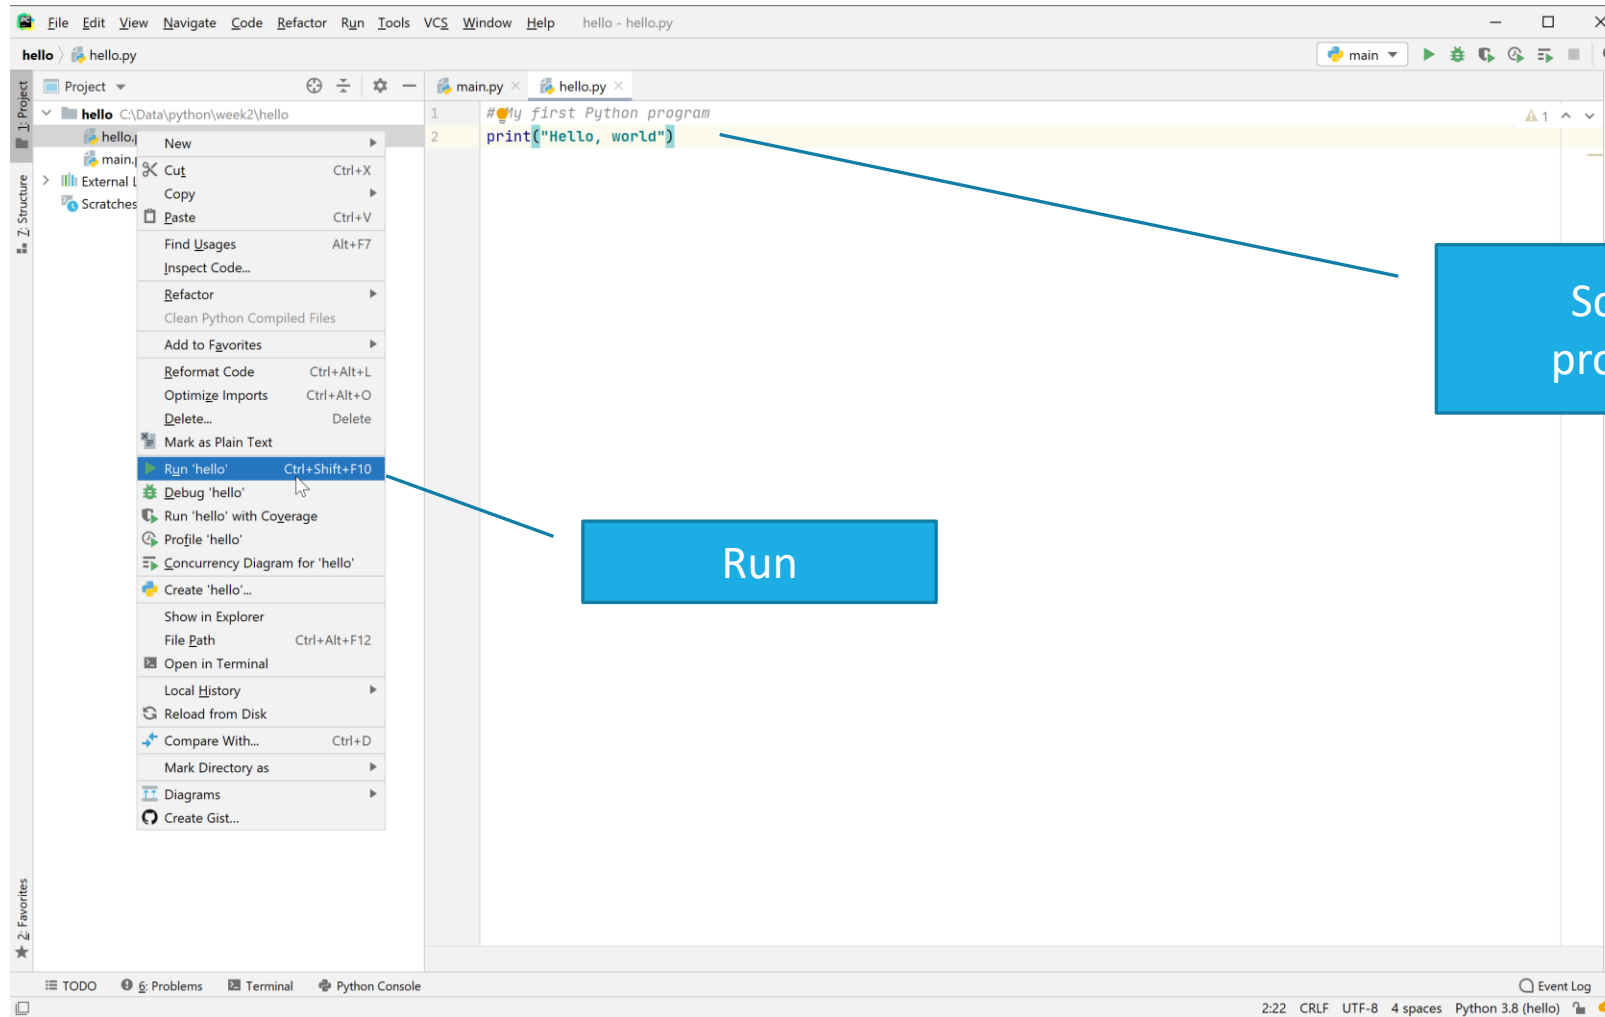 File Edit View Navigate Code Refactor Run Tools VCS Window Help hello - hello.py
hello hello.py
main
1: Project
7: Structure
2: Favorites
Project
hello C:\Data\python\week2\hello
hello.p
main.p
External L
Scratches
New
Cut Ctrl+X
Copy
Paste Ctrl+V
Find Usages Alt+F7
Inspect Code...
Refactor
Clean Python Compiled Files
Add to Favorites
Reformat Code Ctrl+Alt+L
Optimize Imports Ctrl+Alt+O
Delete... Delete
Mark as Plain Text
Run 'hello' Ctrl+Shift+F10
Debug 'hello'
Run 'hello' with Coverage
Profile 'hello'
Concurrency Diagram for 'hello'
Create 'hello'...
Show in Explorer
File Path Ctrl+Alt+F12
Open in Terminal
Local History
Reload from Disk
Compare With... Ctrl+D
Mark Directory as
Diagrams
Create Gist...
main.py hello.py
1 #My first Python program
2 print("Hello, world")
1
Run
TODO 6: Problems Terminal Python Console Event Log
2:22 CRLF UTF-8 4 spaces Python 3.8 (hello)